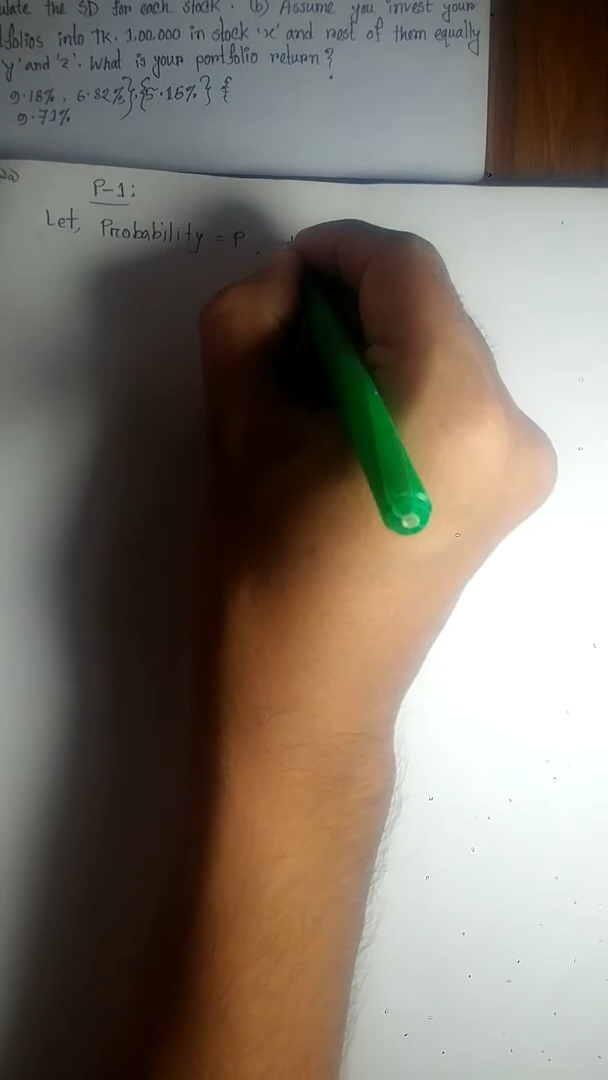 ulate the SD for each stock. (b) Assume you invest your
tfolios into Tk. 1,00,000 in stock 'x' and rest of them equally
y' and 'z'. What is your portfolio return?
9.18%, 6.82%},{5.16%} {
9.71%
P-1:
Let, Probability = P,